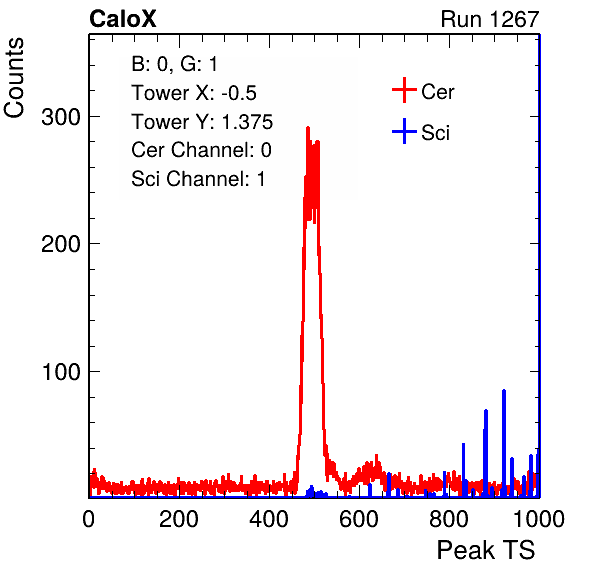 CaloX Run 1267
Counts
B: 0, G: 1
Tower X: -0.5
Tower Y: 1.375
Cer Channel: 0
Sci Channel: 1
Cer
Sci
300
200
100
0 200 400 600 800 1000
Peak TS